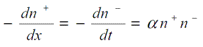 − dn⁺/dx = − dn⁻/dt = αn⁺n⁻